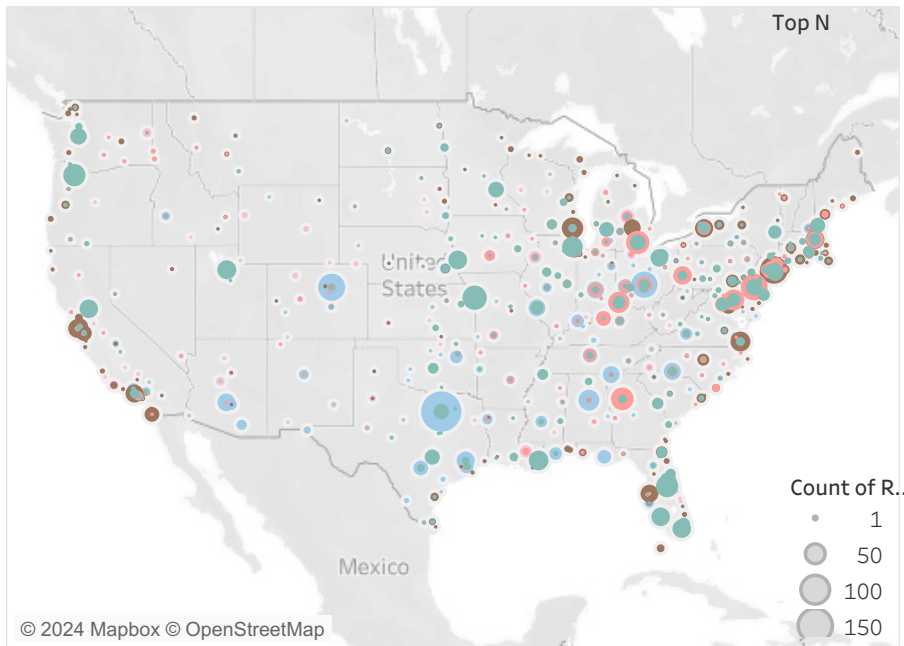 Top N
United
States
Count of R..
1
50
100
150
Mexico
© 2024 Mapbox © OpenStreetMap